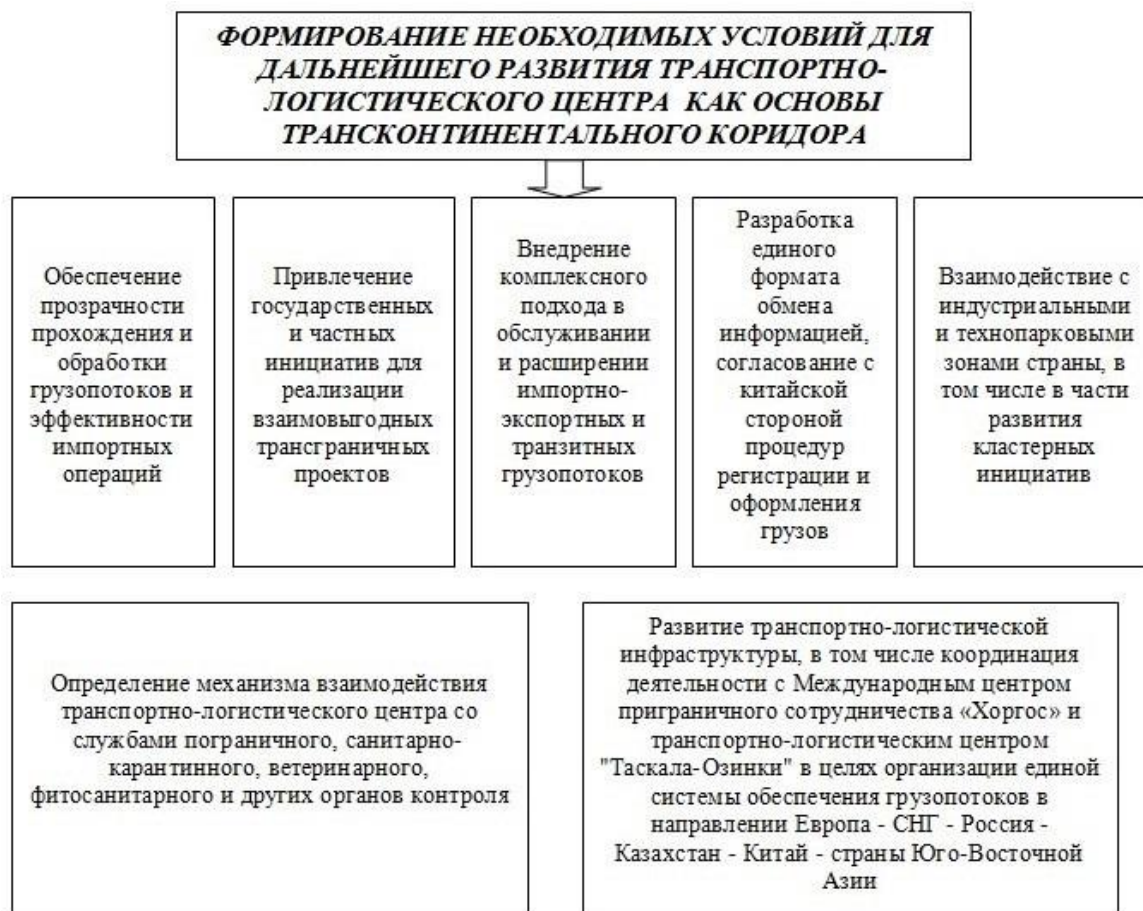 ФОРМИРОВАНИЕ НЕОБХОДИМЫХ УСЛОВИЙ ДЛЯ
ДАЛЬНЕЙШЕГО РАЗВИТИЯ ТРАНСПОРТНО-
ЛОГИСТИЧЕСКОГО ЦЕНТРА КАК ОСНОВЫ
ТРАНСКОНТИНЕНТАЛЬНОГО КОРИДОРА
Обеспечение
прозрачности
прохождения и
обработки
грузопотоков и
эффективности
импортных
операций
Привлечение
государственных
и частных
инициатив для
реализации
взаимовыгодных
трансграничных
проектов
Внедрение
комплексного
подхода в
обслуживании
и расширении
импортно-
экспортных и
транзитных
грузопотоков
Разработка
единого
формата
обмена
информацией,
согласование с
китайской
стороной
процедур
регистрации и
оформления
грузов
Взаимодействие с
индустриальными
и технопарковыми
зонами страны, в
том числе в части
развития
кластерных
инициатив
Определение механизма взаимодействия
транспортно-логистического центра со
службами пограничного, санитарно-
карантинного, ветеринарного,
фитосанитарного и других органов контроля
Развитие транспортно-логистической
инфраструктуры, в том числе координация
деятельности с Международным центром
приграничного сотрудничества «Хоргос» и
транспортно-логистическим центром
"Таскала-Озинки" в целях организации единой
системы обеспечения грузопотоков в
направлении Европа - СНГ - Россия -
Казахстан - Китай - страны Юго-Восточной
Азии